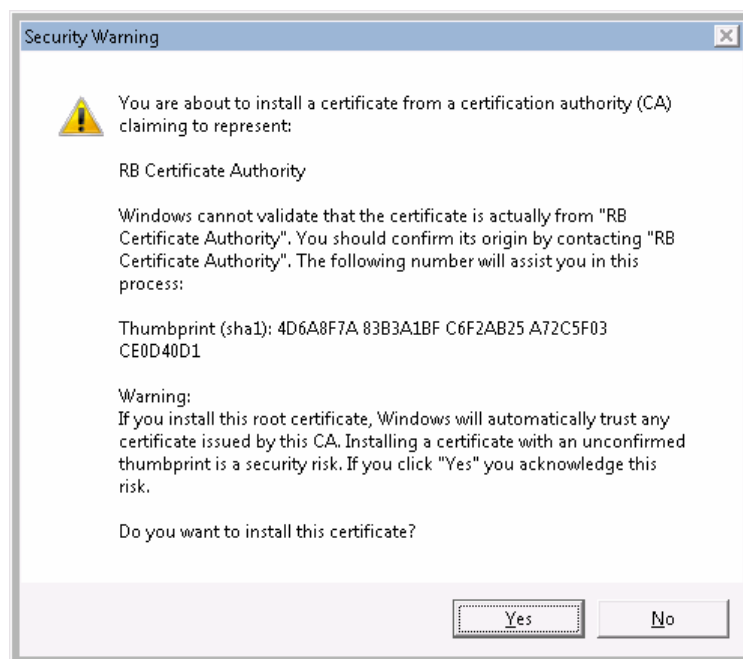 Security Warning
You are about to install a certificate from a certification authority (CA)
claiming to represent:
RB Certificate Authority
Windows cannot validate that the certificate is actually from "RB
Certificate Authority". You should confirm its origin by contacting "RB
Certificate Authority". The following number will assist you in this
process:
Thumbprint (sha1): 4D6A8F7A 83B3A1BF C6F2AB25 A72C5F03
CE0D40D1
Warning:
If you install this root certificate, Windows will automatically trust any
certificate issued by this CA. Installing a certificate with an unconfirmed
thumbprint is a security risk. If you click "Yes" you acknowledge this
risk.
Do you want to install this certificate?
Yes No